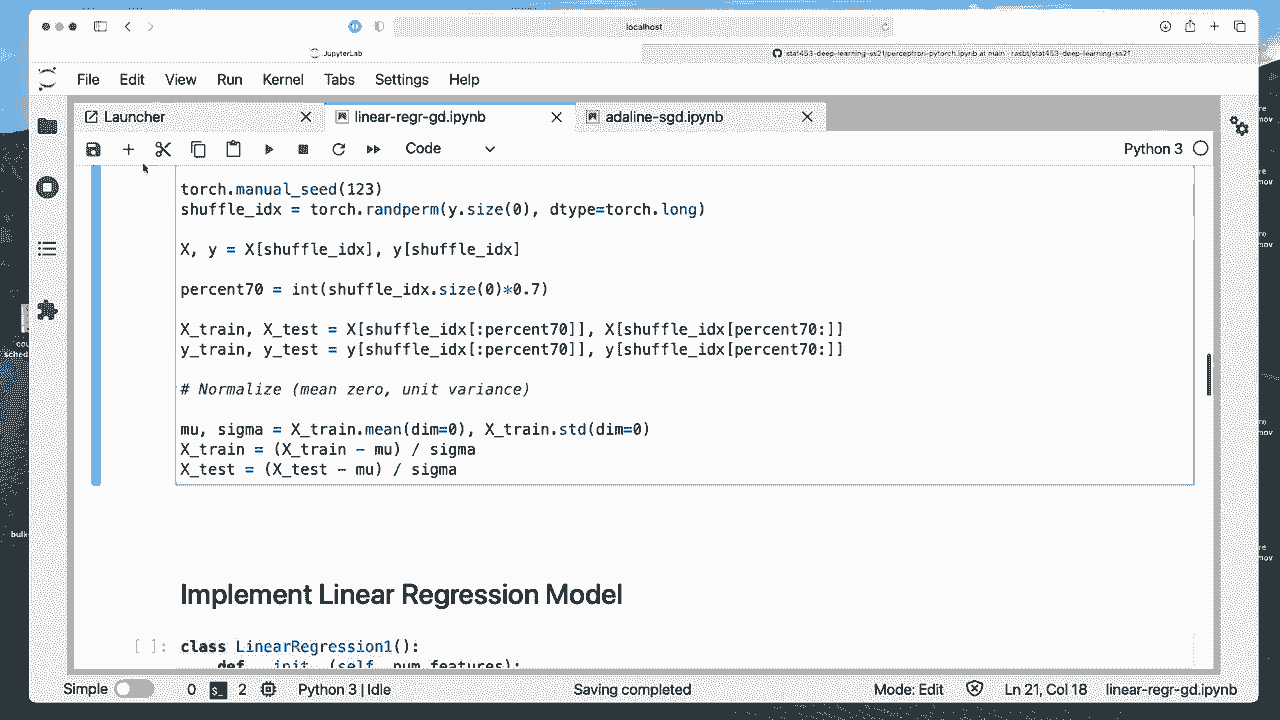 localhost
JupyterLab
stat453-deep-learning-ss21/perceptron-pytorch.ipynb at main · rasbt/stat453-deep-learning-ss21
File Edit View Run Kernel Tabs Settings Help
Launcher
linear-regr-gd.ipynb
adaline-sgd.ipynb
Code
Python 3
torch.manual_seed(123)
shuffle_idx = torch.randperm(y.size(0), dtype=torch.long)
X, y = X[shuffle_idx], y[shuffle_idx]
percent70 = int(shuffle_idx.size(0)*0.7)
X_train, X_test = X[shuffle_idx[:percent70]], X[shuffle_idx[percent70:]]
y_train, y_test = y[shuffle_idx[:percent70]], y[shuffle_idx[percent70:]]
# Normalize (mean zero, unit variance)
mu, sigma = X_train.mean(dim=0), X_train.std(dim=0)
X_train = (X_train - mu) / sigma
X_test = (X_test - mu) / sigma
Implement Linear Regression Model
[ ]: class LinearRegression1():
def __init__(self, num_features):
Simple 0 $_ 2 Python 3 | Idle Saving completed Mode: Edit Ln 21, Col 18 linear-regr-gd.ipynb